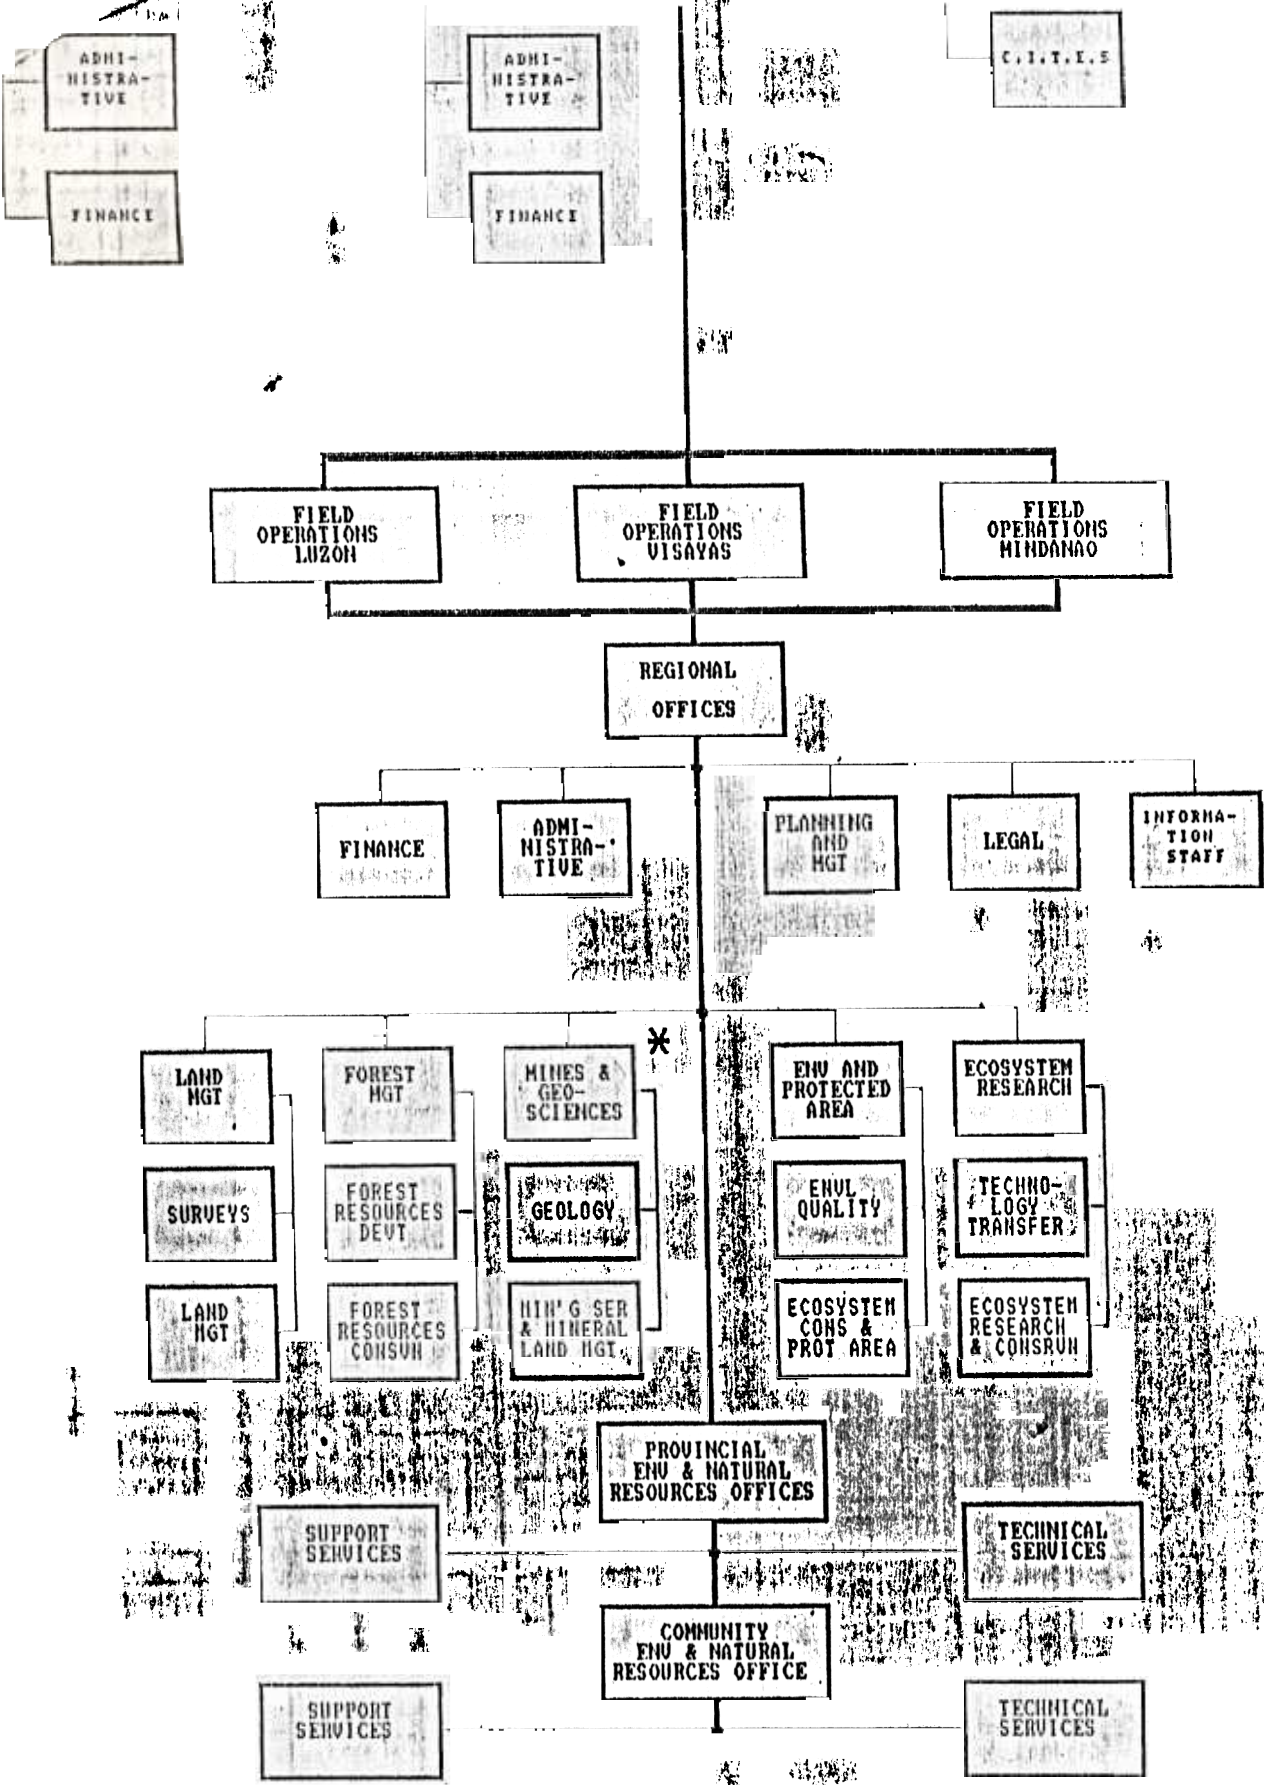 ADMI-
NISTRA-
TIVE
ADMI-
NISTRA-
TIVE
C.I.T.E.S
FINANCE
FINANCE
FIELD
OPERATIONS
LUZON
FIELD
OPERATIONS
VISAYAS
FIELD
OPERATIONS
MINDANAO
REGIONAL
OFFICES
FINANCE
ADMI-
NISTRA-
TIVE
PLANNING
AND
MGT
LEGAL
INFORMA-
TION
STAFF
*
LAND
MGT
FOREST
MGT
MINES &
GEO-
SCIENCES
ENV AND
PROTECTED
AREA
ECOSYSTEM
RESEARCH
SURVEYS
FOREST
RESOURCES
DEVT
GEOLOGY
ENVL
QUALITY
TECHNO-
LOGY
TRANSFER
LAND
MGT
FOREST
RESOURCES
CONSVN
MIN'G SER
& MINERAL
LAND MGT
ECOSYSTEM
CONS &
PROT AREA
ECOSYSTEM
RESEARCH
& CONSRVN
PROVINCIAL
ENV & NATURAL
RESOURCES OFFICES
SUPPORT
SERVICES
TECHNICAL
SERVICES
COMMUNITY
ENV & NATURAL
RESOURCES OFFICE
SUPPORT
SERVICES
TECHNICAL
SERVICES